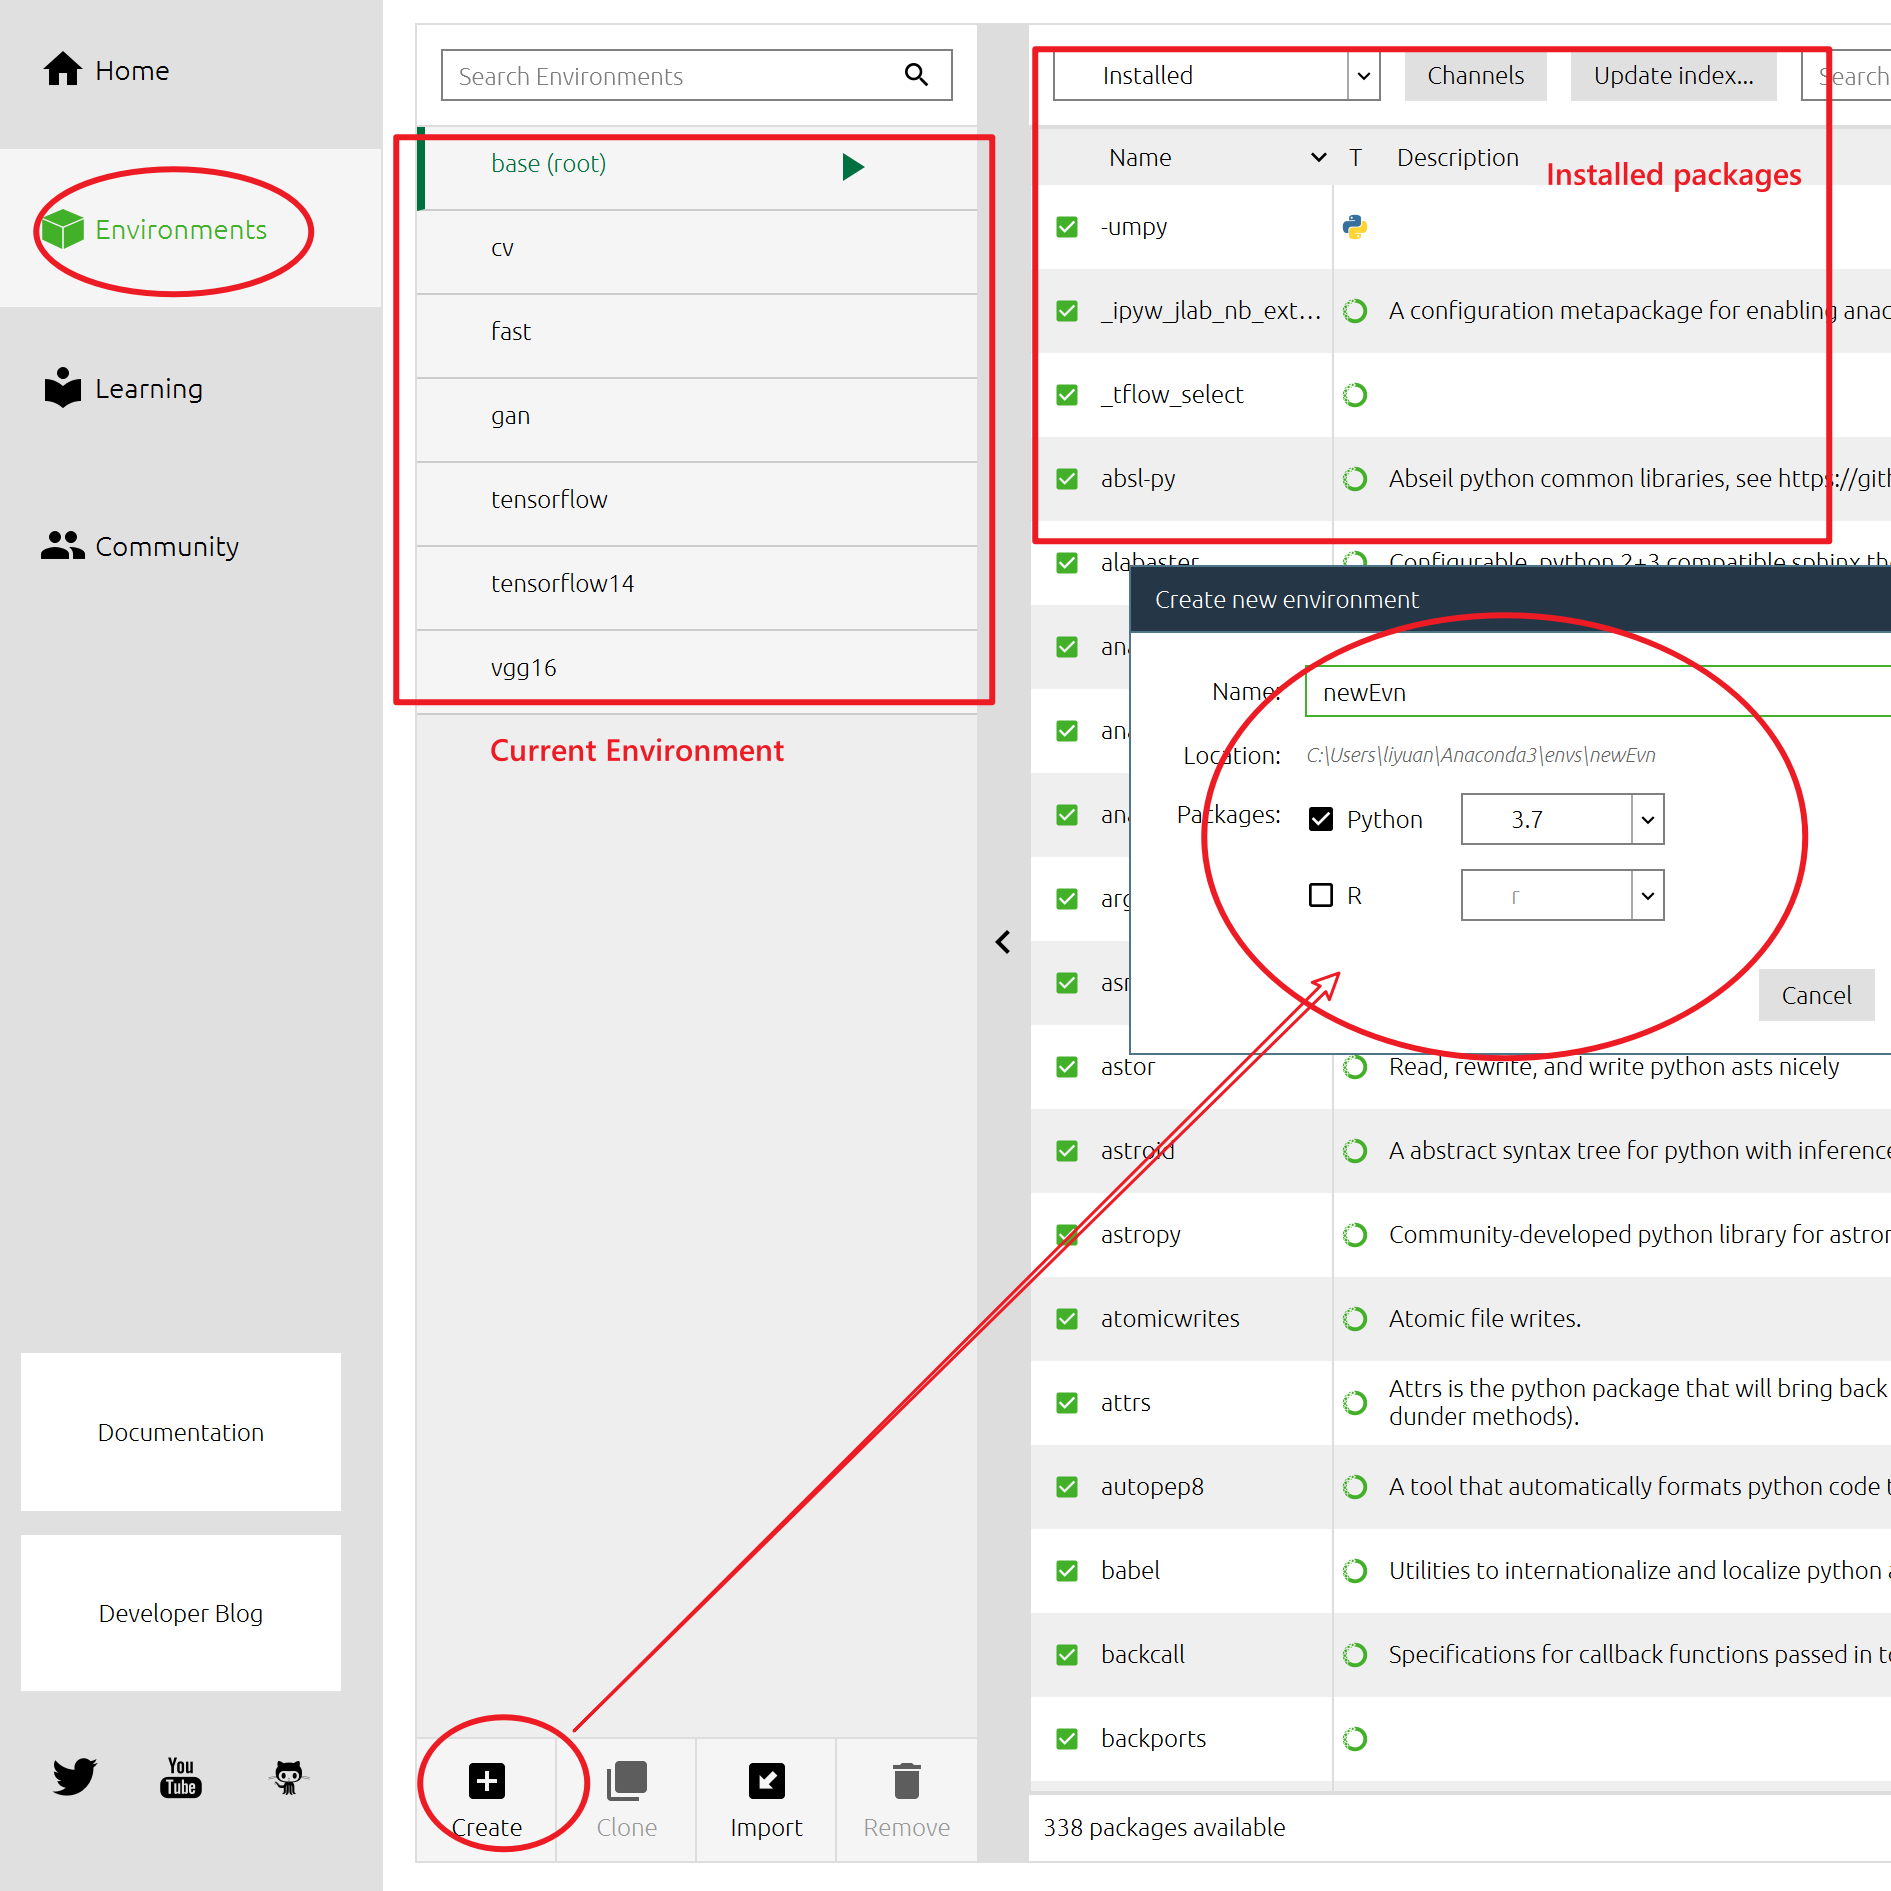 Home
Environments
Learning
Community
Documentation
Developer Blog
You
Tube
Search Environments
base (root)
cv
fast
gan
tensorflow
tensorflow14
vgg16
Current Environment
Create
Clone
Import
Remove
Installed
Channels
Update index...
Search
Name
T
Description
Installed packages
-umpy
_ipyw_jlab_nb_ext... A configuration metapackage for enabling anac
_tflow_select
absl-py Abseil python common libraries, see https://gith
alabaster Configurable, python 2+3 compatible sphinx the
Create new environment
Name: newEvn
Location: C:\Users\liyuan\Anaconda3\envs\newEvn
Packages: Python 3.7
R r
Cancel
astor Read, rewrite, and write python asts nicely
astroid A abstract syntax tree for python with inference
astropy Community-developed python library for astron
atomicwrites Atomic file writes.
attrs Attrs is the python package that will bring back
dunder methods).
autopep8 A tool that automatically formats python code t
babel Utilities to internationalize and localize python a
backcall Specifications for callback functions passed in to
backports
338 packages available